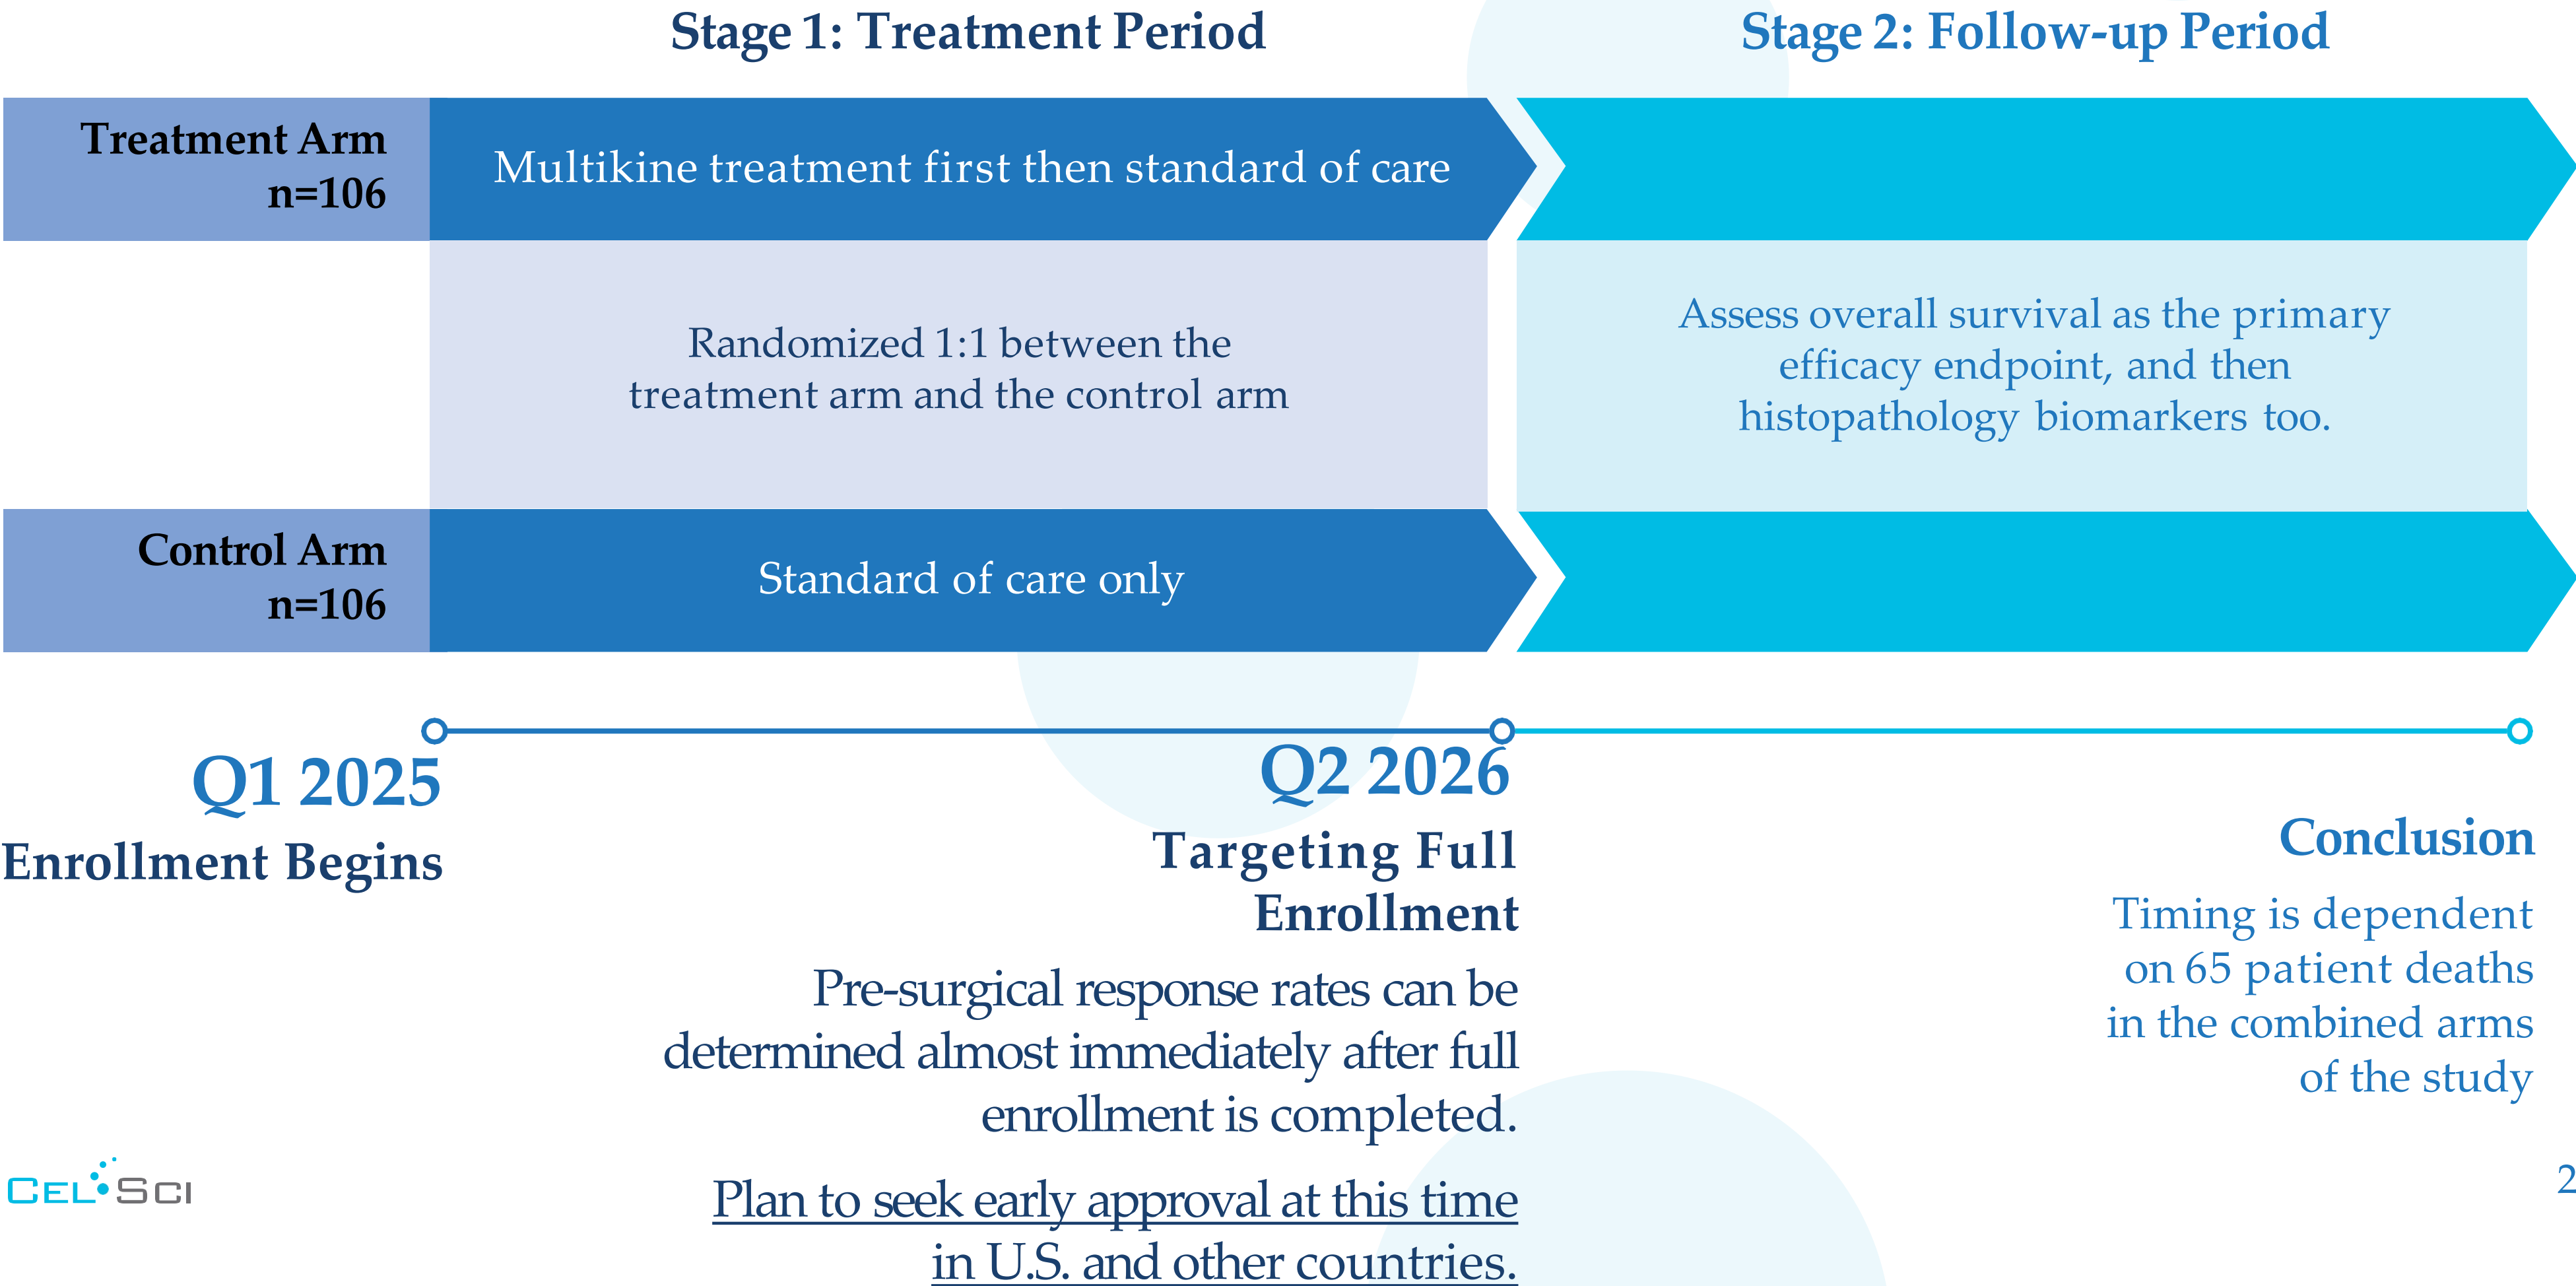 Stage 1: Treatment Period
Stage 2: Follow-up Period
Treatment Arm
n=106
Multikine treatment first then standard of care
Randomized 1:1 between the
treatment arm and the control arm
Assess overall survival as the primary
efficacy endpoint, and then
histopathology biomarkers too.
Control Arm
n=106
Standard of care only
Q1 2025
Enrollment Begins
Q2 2026
Targeting Full
Enrollment
Pre-surgical response rates can be
determined almost immediately after full
enrollment is completed.
Plan to seek early approval at this time
in U.S. and other countries.
Conclusion
Timing is dependent
on 65 patient deaths
in the combined arms
of the study
CEL SCI
2